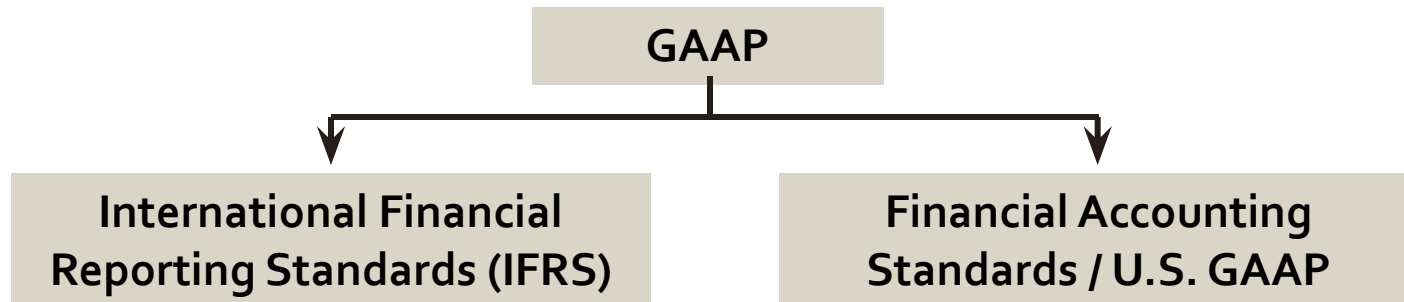 GAAP
International Financial
Reporting Standards (IFRS)
Financial Accounting
Standards / U.S. GAAP